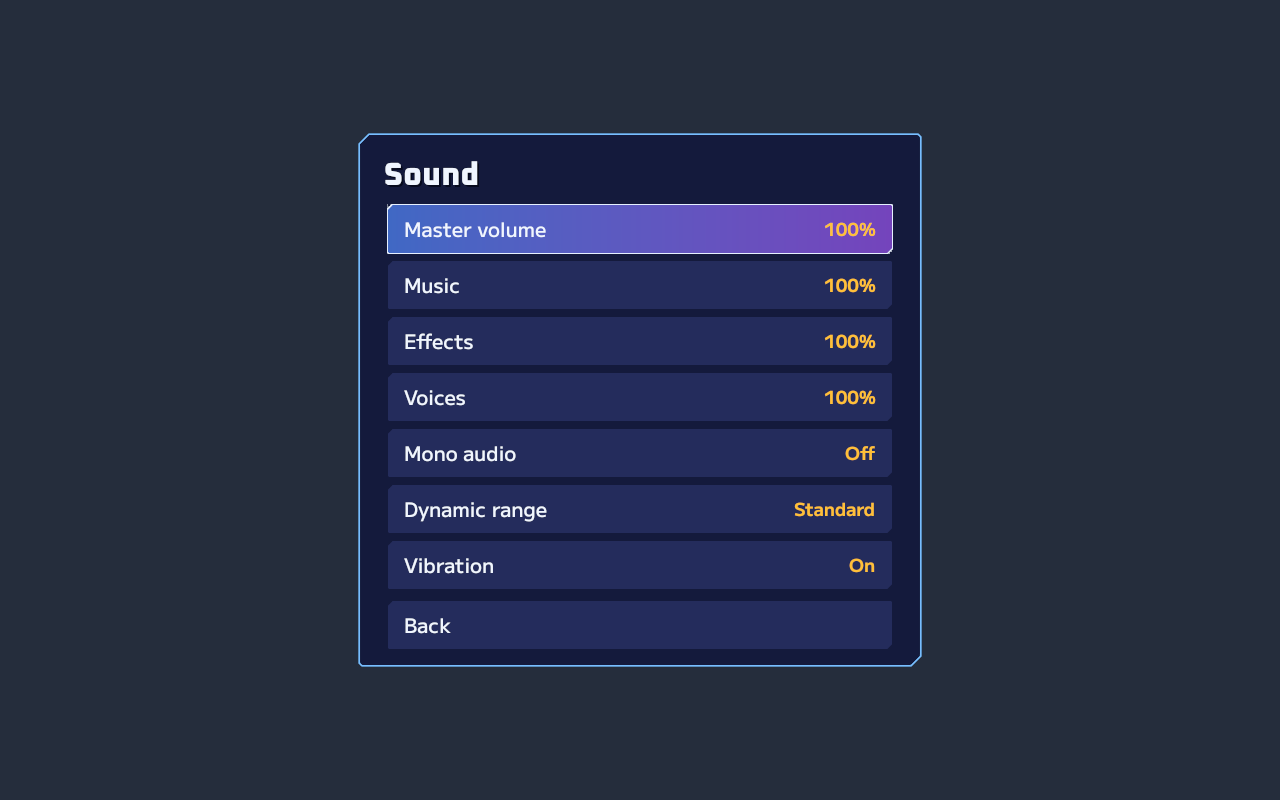 Sound
Master volume 100%
Music 100%
Effects 100%
Voices 100%
Mono audio Off
Dynamic range Standard
Vibration On
Back